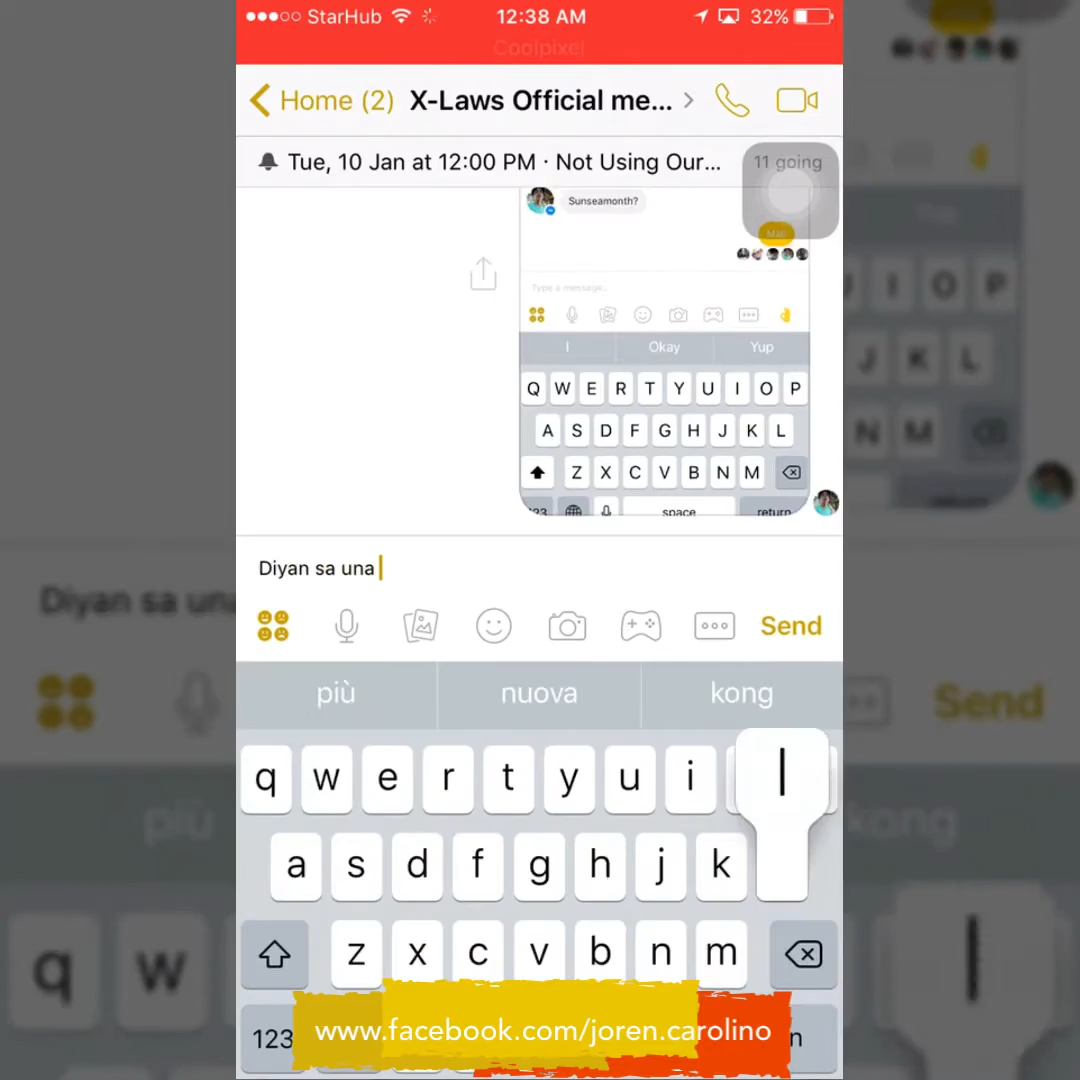 StarHub 12:38 AM 32%
Coolpixel
Home (2) X-Laws Official me...
Tue, 10 Jan at 12:00 PM · Not Using Our... 11 going
Sunseamonth?
Type a message..
I Okay Yup
Q W E R T Y U I O P
A S D F G H J K L
Z X C V B N M
123 space return
Diyan sa una
Send
più nuova kong
q w e r t y u i
l
a s d f g h j k
z x c v b n m
123
www.facebook.com/joren.carolino